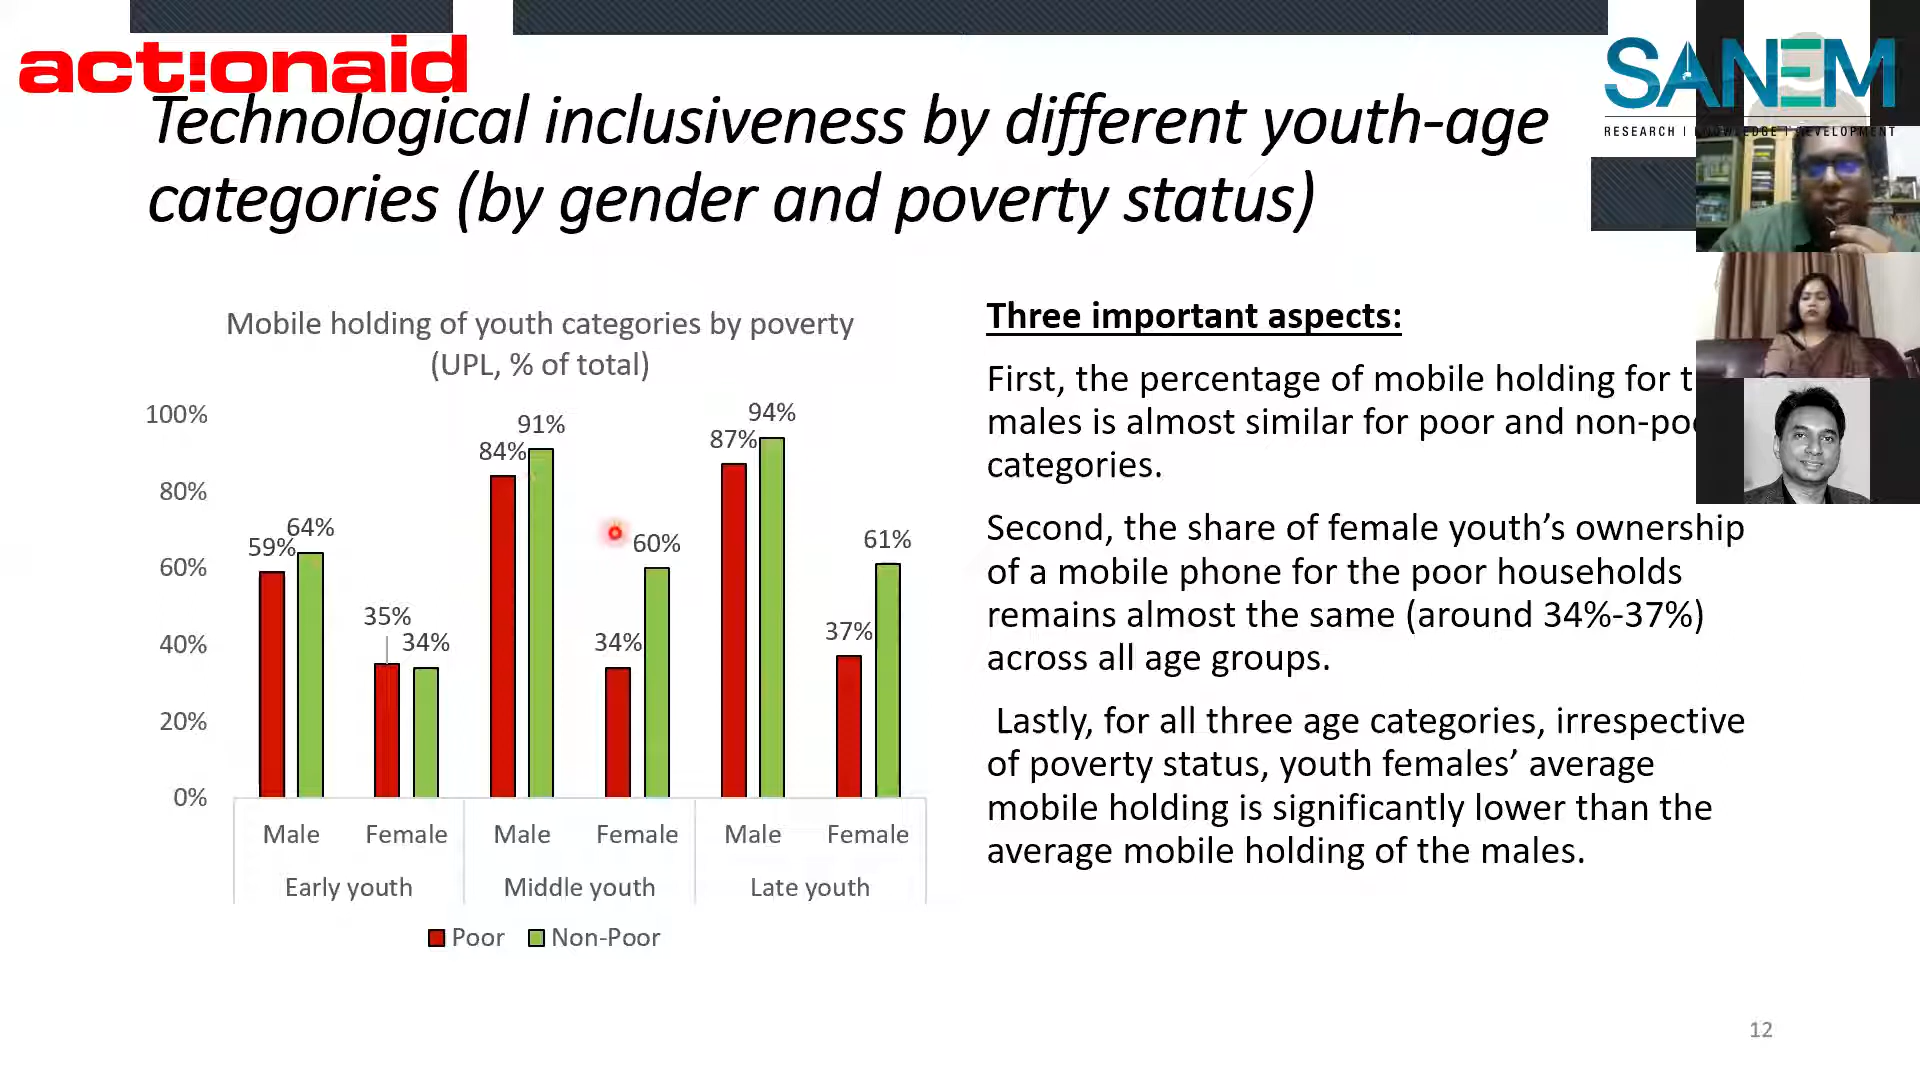 act!onaid
SANEM
RESEARCH | KNOWLEDGE | DEVELOPMENT
Technological inclusiveness by different youth-age
categories (by gender and poverty status)
Mobile holding of youth categories by poverty
(UPL, % of total)
100%
80%
60%
40%
20%
0%
59%
64%
35%
34%
84%
91%
34%
60%
87%
94%
37%
61%
Male Female Male Female Male Female
Early youth Middle youth Late youth
Poor Non-Poor
Three important aspects:
First, the percentage of mobile holding for
males is almost similar for poor and
categories.
Second, the share of female youth’s ownership
of a mobile phone for the poor households
remains almost the same (around 34%-37%)
across all age groups.
Lastly, for all three age categories, irrespective
of poverty status, youth females’ average
mobile holding is significantly lower than the
average mobile holding of the males.
12